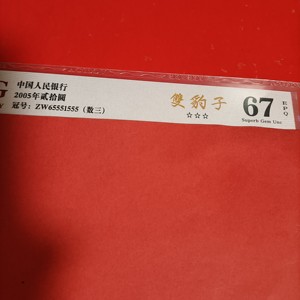 G
中国人民银行
2005年贰拾圆
冠号：ZW65551555（数三）
雙豹子
☆☆☆
67
EPQ
Superb Gem Unc